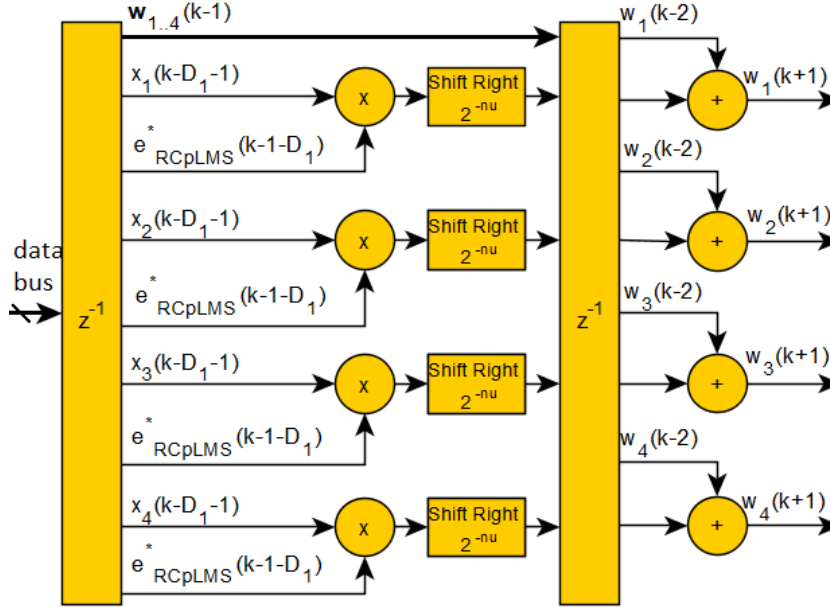 w1..4(k-1)
w1(k-2)
x1(k-D1-1)
x
Shift Right
2^-nu
+
w1(k+1)
e*RCpLMS(k-1-D1)
w2(k-2)
x2(k-D1-1)
x
Shift Right
2^-nu
+
w2(k+1)
data
bus
e*RCpLMS(k-1-D1)
z^-1
z^-1
w3(k-2)
x3(k-D1-1)
x
Shift Right
2^-nu
+
w3(k+1)
e*RCpLMS(k-1-D1)
w4(k-2)
x4(k-D1-1)
x
Shift Right
2^-nu
+
w4(k+1)
e*RCpLMS(k-1-D1)